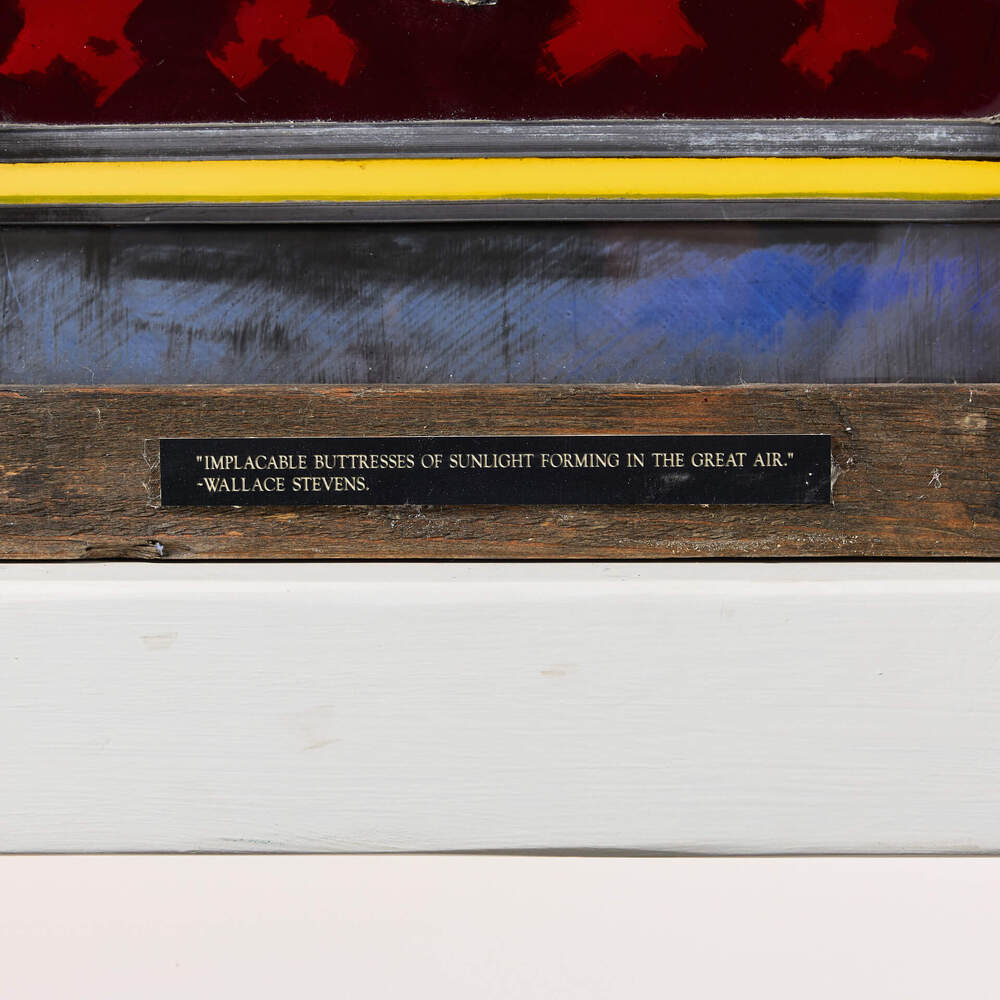 "IMPLACABLE BUTTRESSES OF SUNLIGHT FORMING IN THE GREAT AIR."
-WALLACE STEVENS.